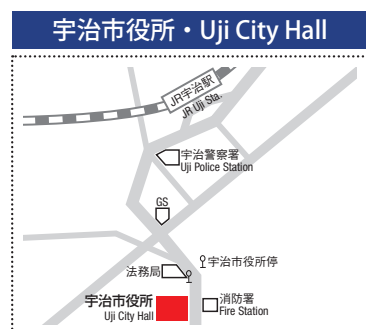 宇治市役所・Uji City Hall
JR宇治駅
JR Uji Sta.
宇治警察署
Uji Police Station
GS
宇治市役所停
法務局
宇治市役所
Uji City Hall
消防署
Fire Station